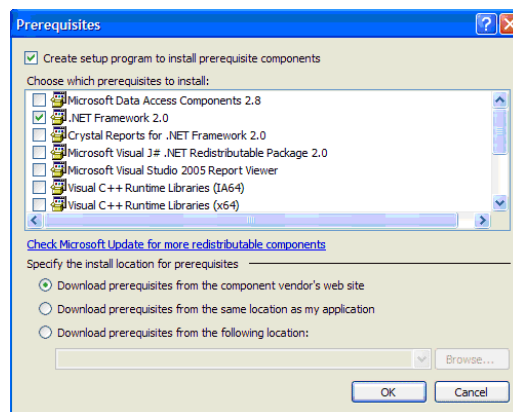 Prerequisites
Create setup program to install prerequisite components
Choose which prerequisites to install:
Microsoft Data Access Components 2.8
.NET Framework 2.0
Crystal Reports for .NET Framework 2.0
Microsoft Visual J# .NET Redistributable Package 2.0
Microsoft Visual Studio 2005 Report Viewer
Visual C++ Runtime Libraries (IA64)
Visual C++ Runtime Libraries (x64)
Check Microsoft Update for more redistributable components
Specify the install location for prerequisites
Download prerequisites from the component vendor's web site
Download prerequisites from the same location as my application
Download prerequisites from the following location:
Browse...
OK Cancel